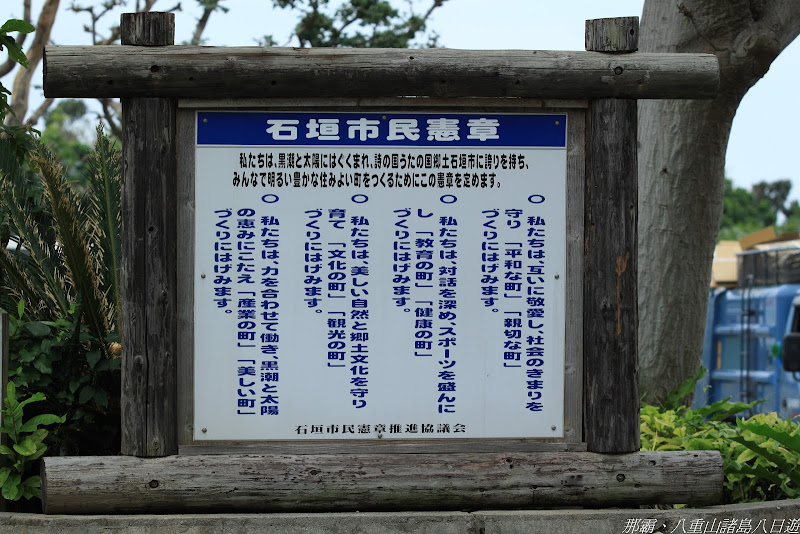 石垣市民憲章
私たちは、黒潮と太陽にはぐくまれ、詩の国うたの国郷土石垣市に誇りを持ち、
みんなで明るい豊かな住みよい町をつくるためにこの憲章を定めます。
○ 私たちは、互いに敬愛し、社会のきまりを
守り「平和な町」「親切な町」
づくりにはげみます。
○ 私たちは、対話を深め、スポーツを盛んに
し「教育の町」「健康の町」
づくりにはげみます。
○ 私たちは、美しい自然と郷土文化を守り
育て「文化の町」「観光の町」
づくりにはげみます。
○ 私たちは、力を合わせて働き、黒潮と太陽
の恵みにこたえ「産業の町」「美しい町」
づくりにはげみます。
石垣市民憲章推進協議会
那霸、八重山諸島八日遊